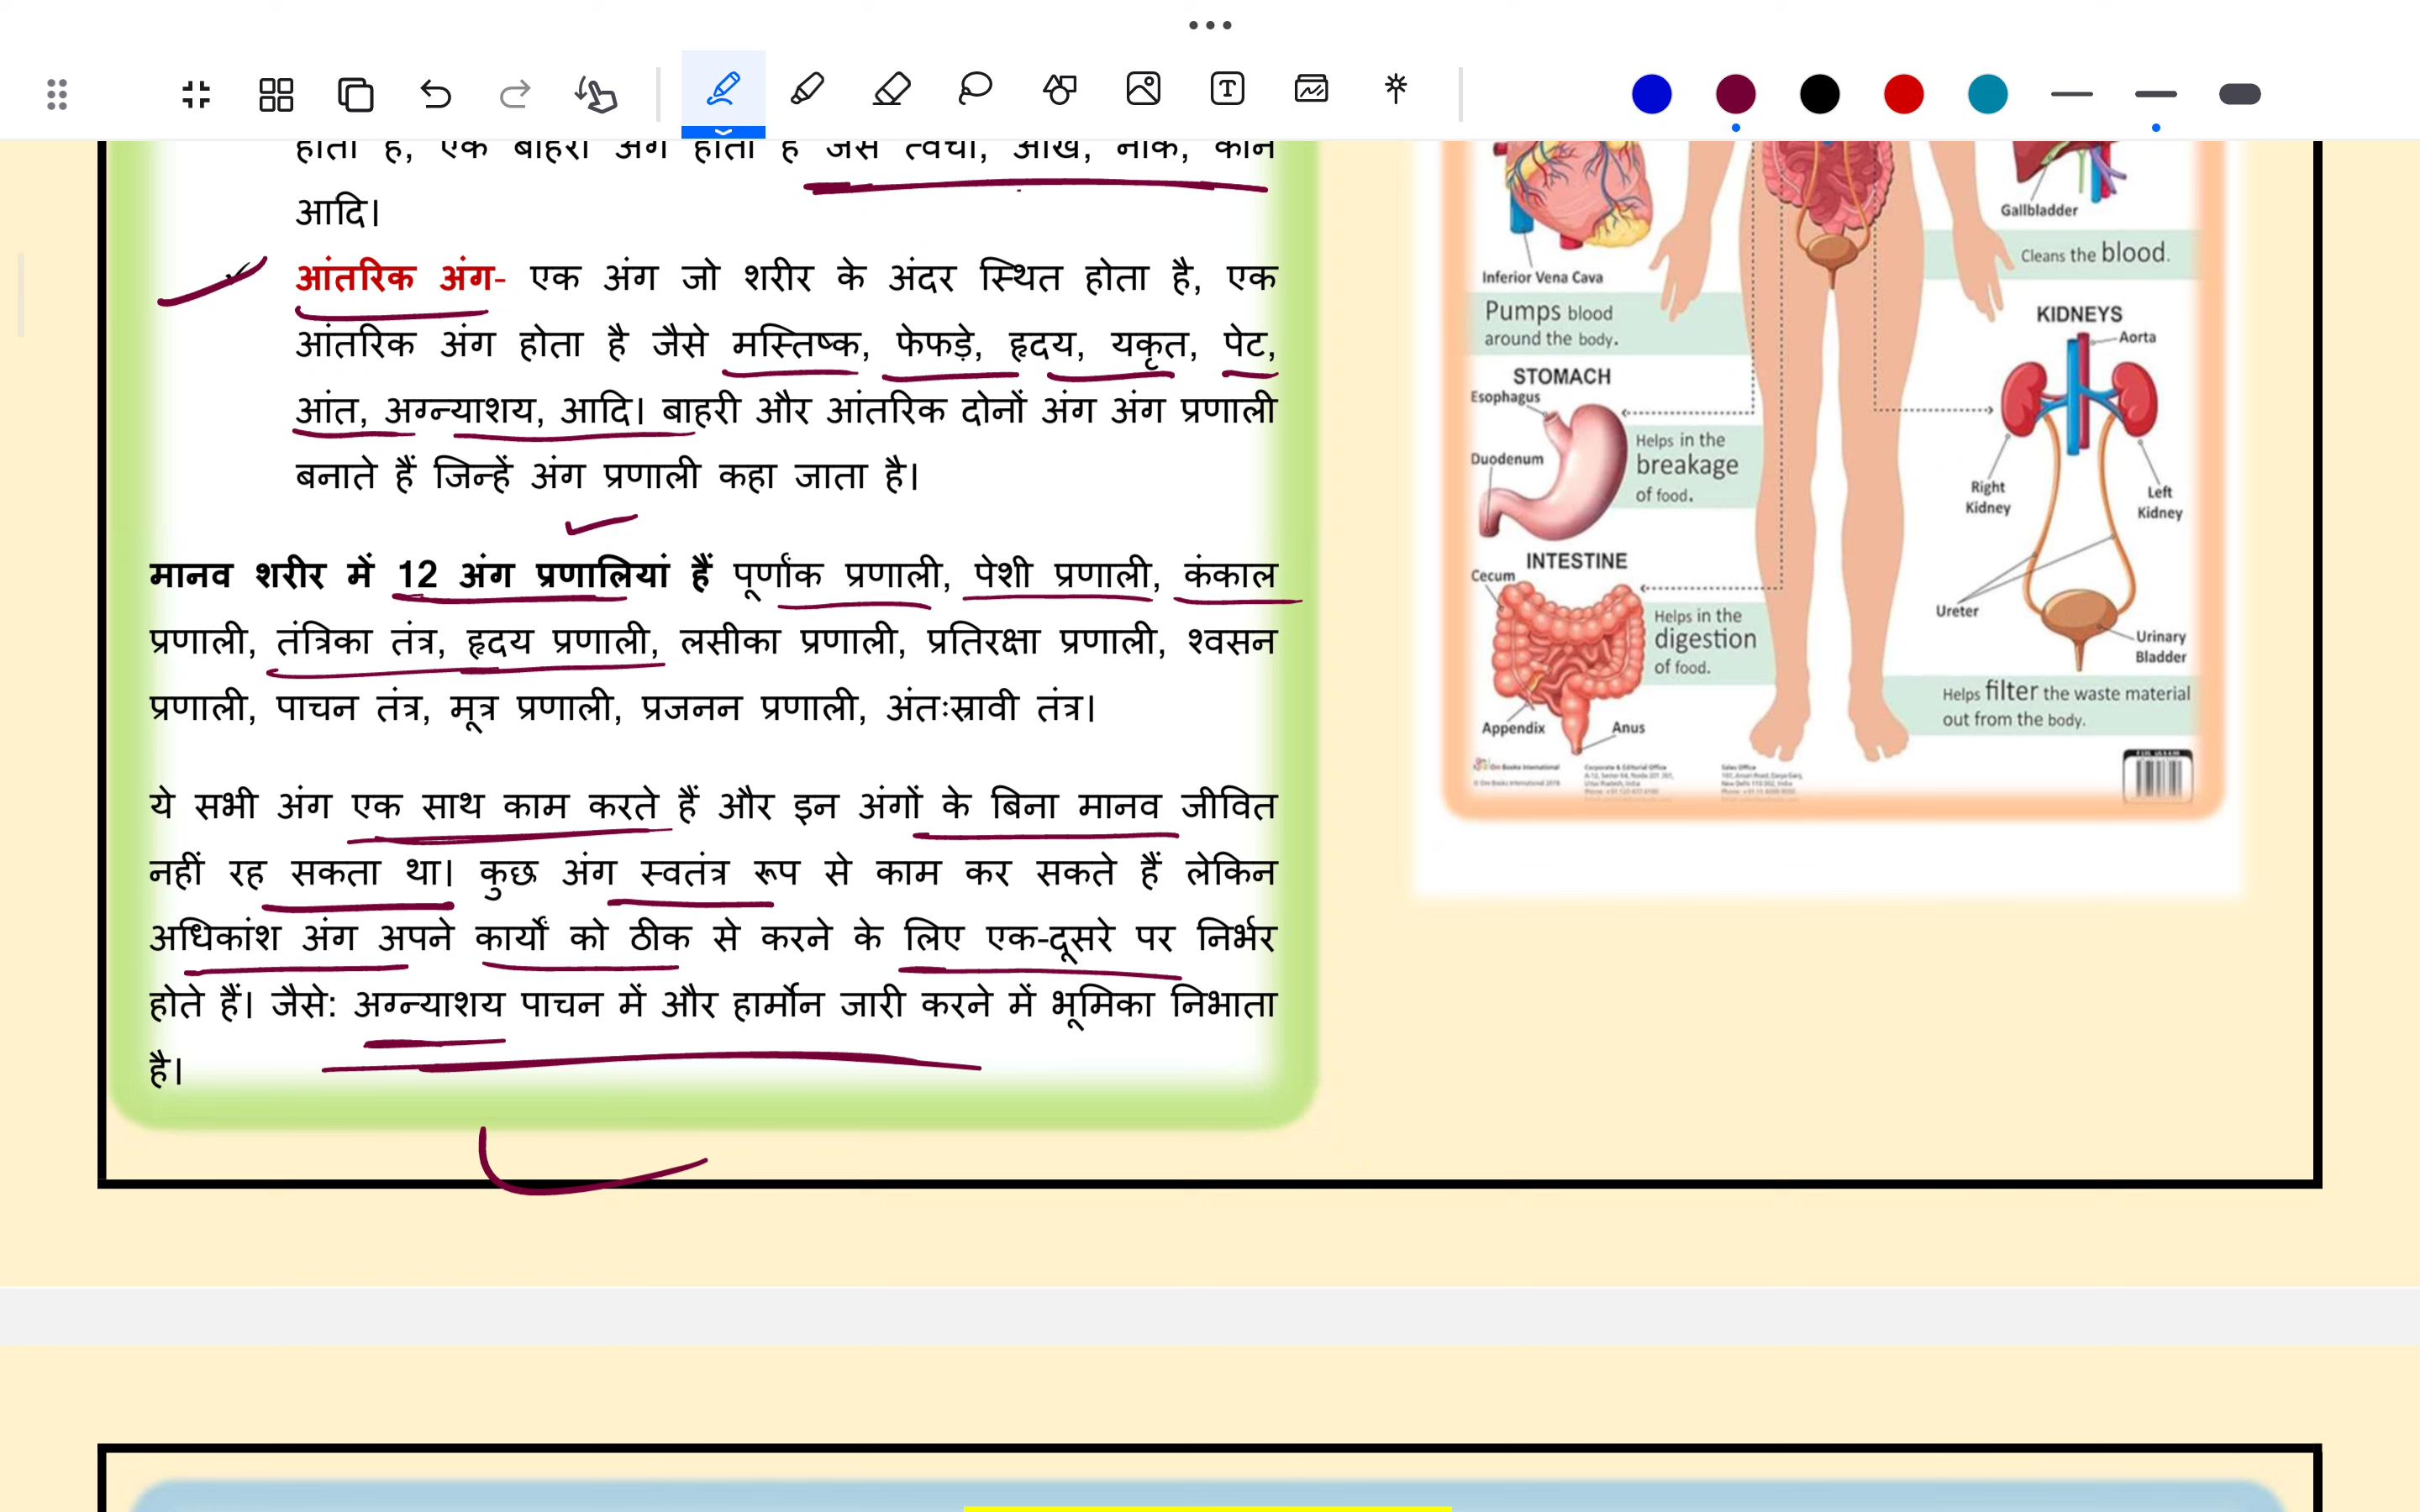 होता है, एक बाहरी अंग होता है जैसे त्वचा, आंख, नाक, कान
आदि।
आंतरिक अंग- एक अंग जो शरीर के अंदर स्थित होता है, एक
आंतरिक अंग होता है जैसे मस्तिष्क, फेफड़े, हृदय, यकृत, पेट,
आंत, अग्न्याशय, आदि। बाहरी और आंतरिक दोनों अंग अंग प्रणाली
बनाते हैं जिन्हें अंग प्रणाली कहा जाता है।
मानव शरीर में 12 अंग प्रणालियां हैं पूर्णांक प्रणाली, पेशी प्रणाली, कंकाल
प्रणाली, तंत्रिका तंत्र, हृदय प्रणाली, लसीका प्रणाली, प्रतिरक्षा प्रणाली, श्वसन
प्रणाली, पाचन तंत्र, मूत्र प्रणाली, प्रजनन प्रणाली, अंतःस्रावी तंत्र।
ये सभी अंग एक साथ काम करते हैं और इन अंगों के बिना मानव जीवित
नहीं रह सकता था। कुछ अंग स्वतंत्र रूप से काम कर सकते हैं लेकिन
अधिकांश अंग अपने कार्यों को ठीक से करने के लिए एक-दूसरे पर निर्भर
होते हैं। जैसे: अग्न्याशय पाचन में और हार्मोन जारी करने में भूमिका निभाता
है।
Inferior Vena Cava
Pumps blood
around the body.
STOMACH
Esophagus
Duodenum
Helps in the
breakage
of food.
INTESTINE
Cecum
Helps in the
digestion
of food.
Appendix
Anus
Gallbladder
Cleans the blood.
KIDNEYS
Aorta
Right
Kidney
Left
Kidney
Ureter
Urinary
Bladder
Helps filter the waste material
out from the body.
Om Books International